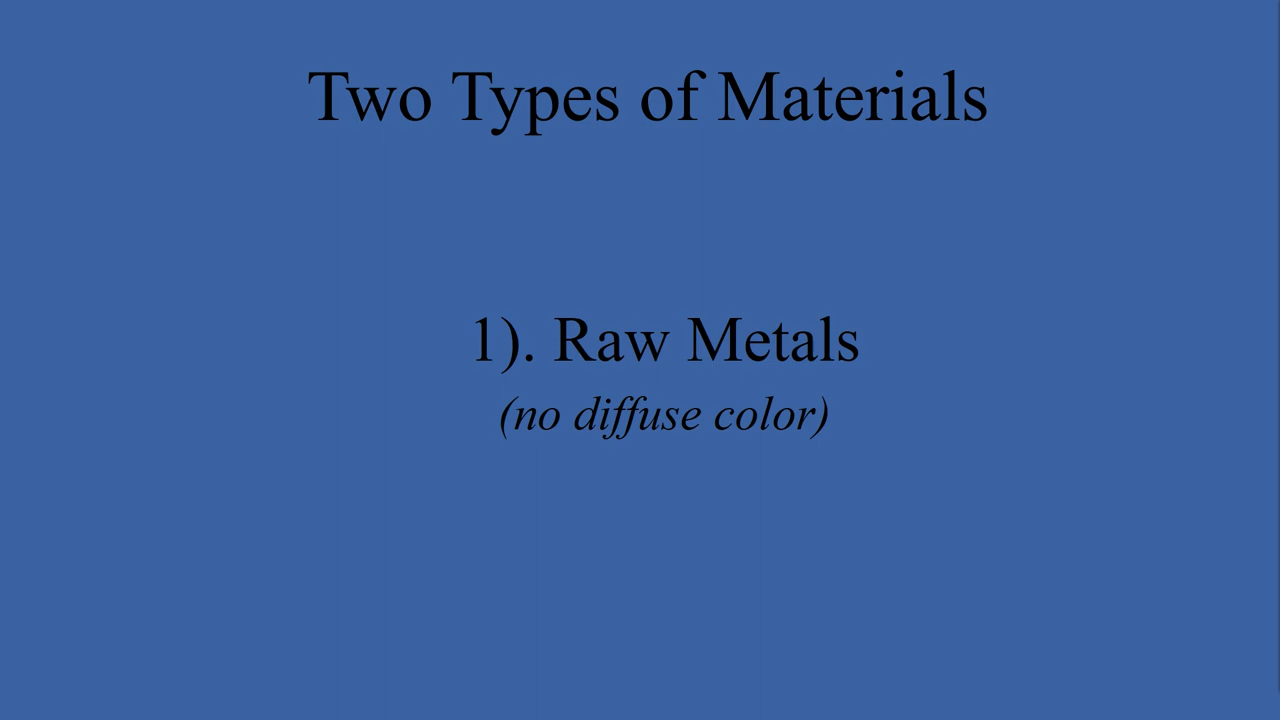 Two Types of Materials
1). Raw Metals
(no diffuse color)